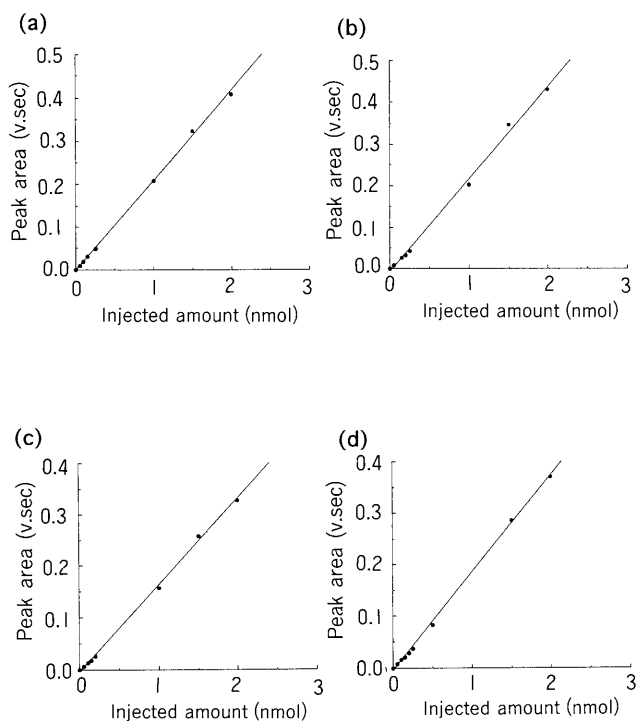 (a)
0.5
0.4
0.3
0.2
0.1
0.0
Peak area (v.sec)
0 1 2 3
Injected amount (nmol)
(b)
0.5
0.4
0.3
0.2
0.1
0.0
Peak area (v.sec)
0 1 2 3
Injected amount (nmol)
(c)
0.4
0.3
0.2
0.1
0.0
Peak area (v.sec)
0 1 2 3
Injected amount (nmol)
(d)
0.4
0.3
0.2
0.1
0.0
Peak area (v.sec)
0 1 2 3
Injected amount (nmol)